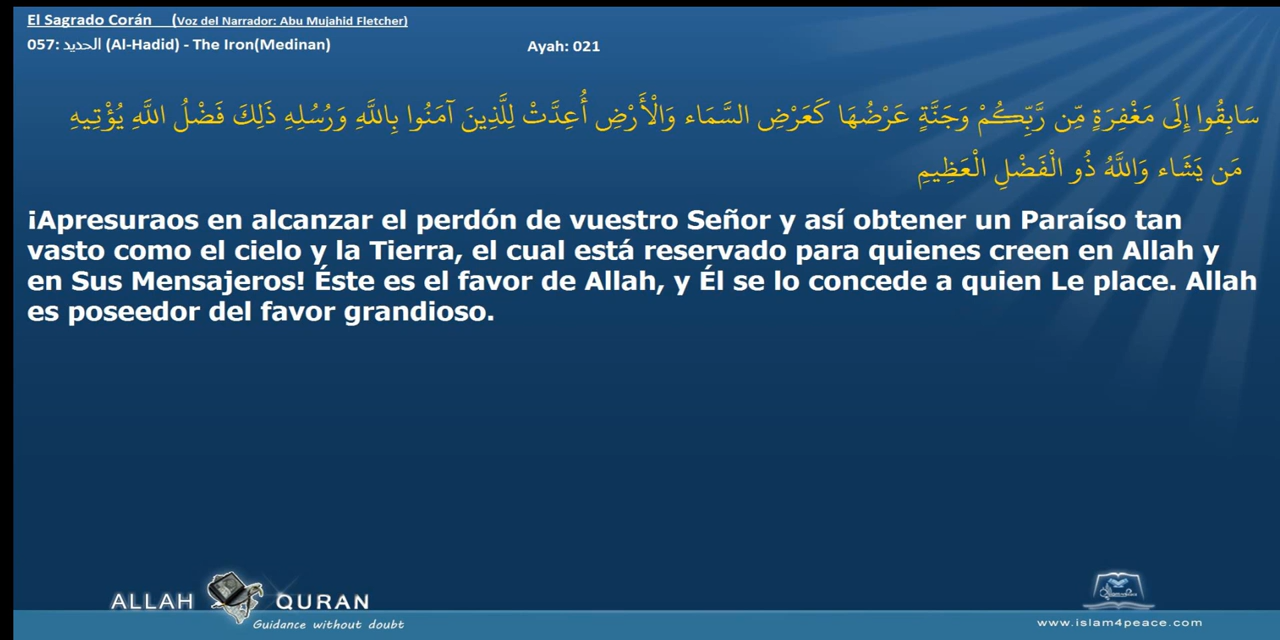 El Sagrado Corán (Voz del Narrador: Abu Mujahid Fletcher)
057: الحديد (Al-Hadid) - The Iron(Medinan) Ayah: 021
سَابِقُوا إِلَى مَغْفِرَةٍ مِّن رَّبِّكُمْ وَجَنَّةٍ عَرْضُهَا كَعَرْضِ السَّمَاء وَالْأَرْضِ أُعِدَّتْ لِلَّذِينَ آمَنُوا بِاللَّهِ وَرُسُلِهِ ذَلِكَ فَضْلُ اللَّهِ يُؤْتِيهِ
مَن يَشَاء وَاللَّهُ ذُو الْفَضْلِ الْعَظِيمِ
¡Apresuraos en alcanzar el perdón de vuestro Señor y así obtener un Paraíso tan
vasto como el cielo y la Tierra, el cual está reservado para quienes creen en Allah y
en Sus Mensajeros! Éste es el favor de Allah, y Él se lo concede a quien Le place. Allah
es poseedor del favor grandioso.
ALLAH QURAN
Guidance without doubt
www.islam4peace.com